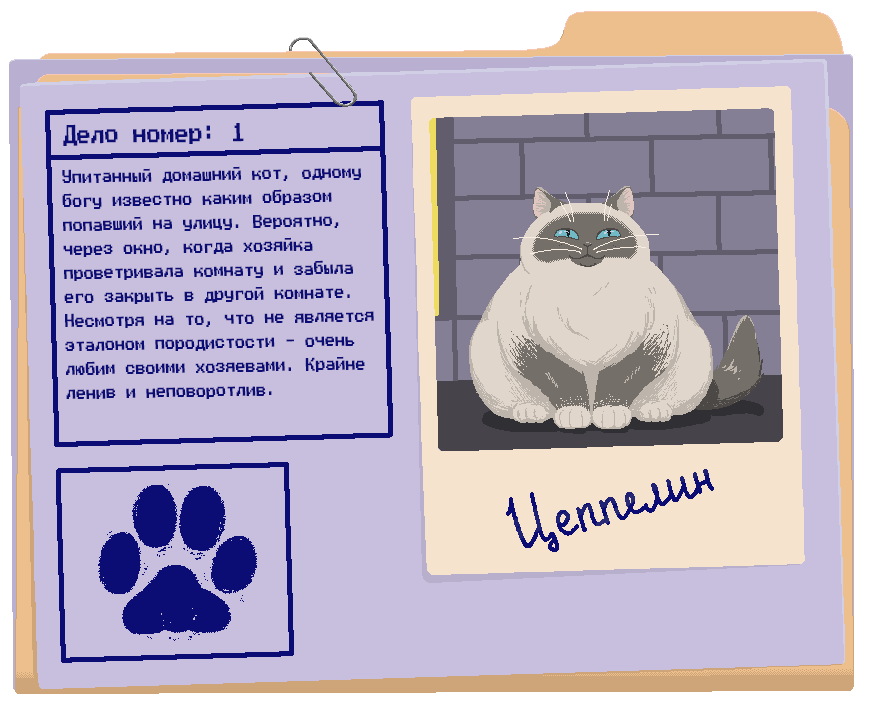 Дело номер: 1
Упитанный домашний кот, одному
богу известно каким образом
попавший на улицу. Вероятно,
через окно, когда хозяйка
проветривала комнату и забыла
его закрыть в другой комнате.
Несмотря на то, что не является
эталоном породистости - очень
любим своими хозяевами. Крайне
ленив и неповоротлив.
Цеппелин